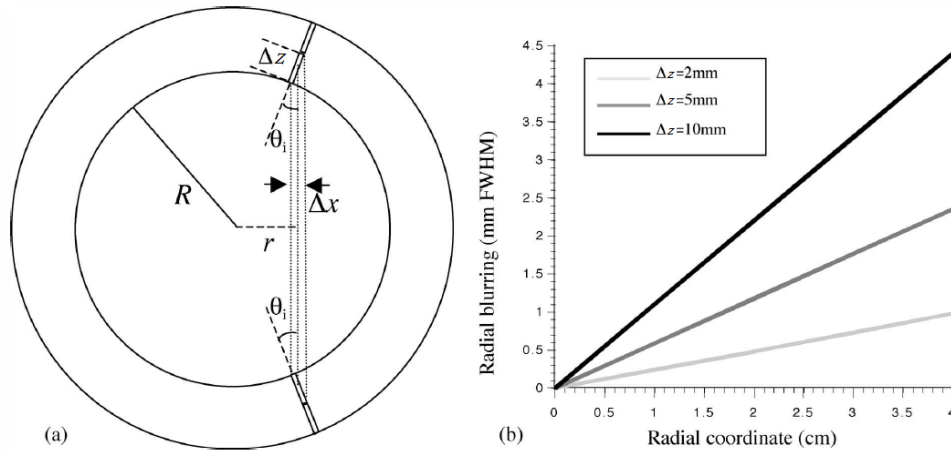 Δz
θi
R
Δx
r
θi
(a)
Radial blurring (mm FWHM)
4.5
4
3.5
3
2.5
2
1.5
1
0.5
0
Δz=2mm
Δz=5mm
Δz=10mm
0 0.5 1 1.5 2 2.5 3 3.5 4
Radial coordinate (cm)
(b)